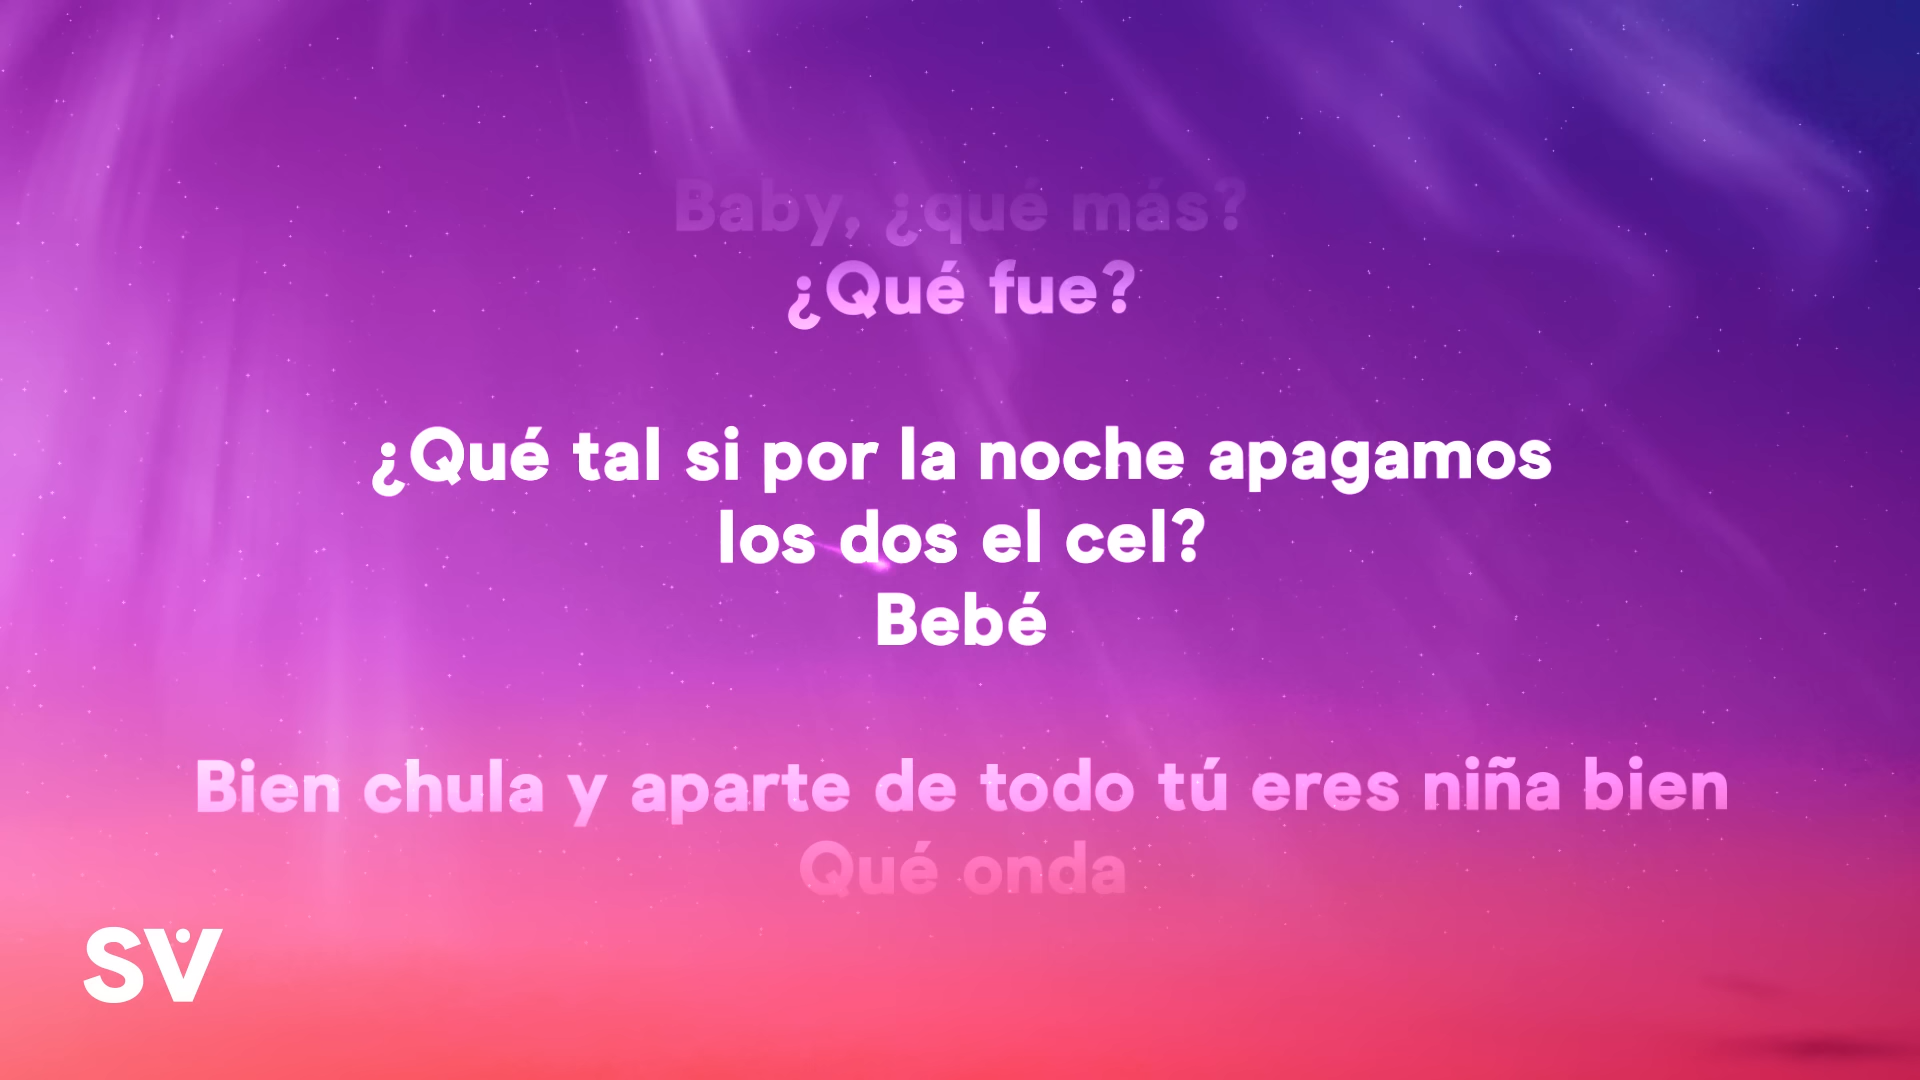 Baby, ¿qué más?
¿Qué fue?
¿Qué tal si por la noche apagamos
los dos el cel?
Bebé
Bien chula y aparte de todo tú eres niña bien
Qué onda
SV